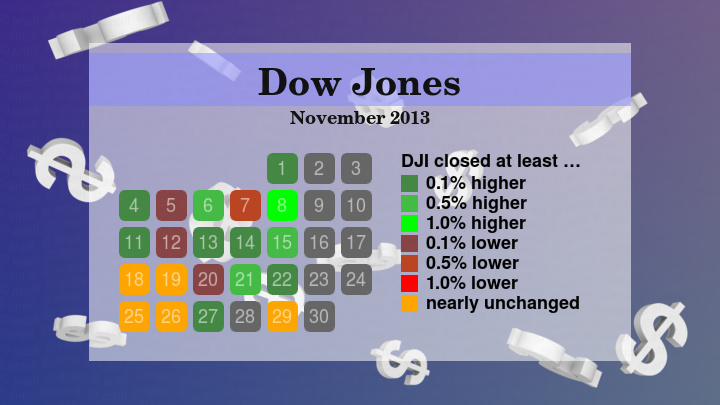 Dow Jones
November 2013
1 2 3
4 5 6 7 8 9 10
11 12 13 14 15 16 17
18 19 20 21 22 23 24
25 26 27 28 29 30
DJI closed at least …
0.1% higher
0.5% higher
1.0% higher
0.1% lower
0.5% lower
1.0% lower
nearly unchanged